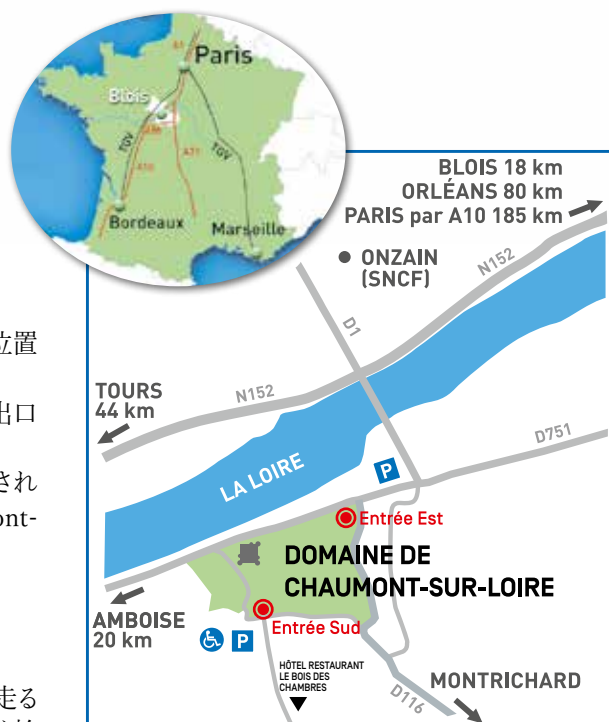 A1
Paris
Blois
TGV
A10
TGV
Bordeaux
Marseille
BLOIS 18 km
ORLÉANS 80 km
PARIS par A10 185 km
ONZAIN
(SNCF)
N152
D1
位置
TOURS
44 km
N152
出口
D751
され
P
LA LOIRE
ont-
Entrée Est
DOMAINE DE
CHAUMONT-SUR-LOIRE
AMBOISE
20 km
P
Entrée Sud
HÔTEL RESTAURANT
LE BOIS DES
CHAMBRES
走る
D116
MONTRICHARD